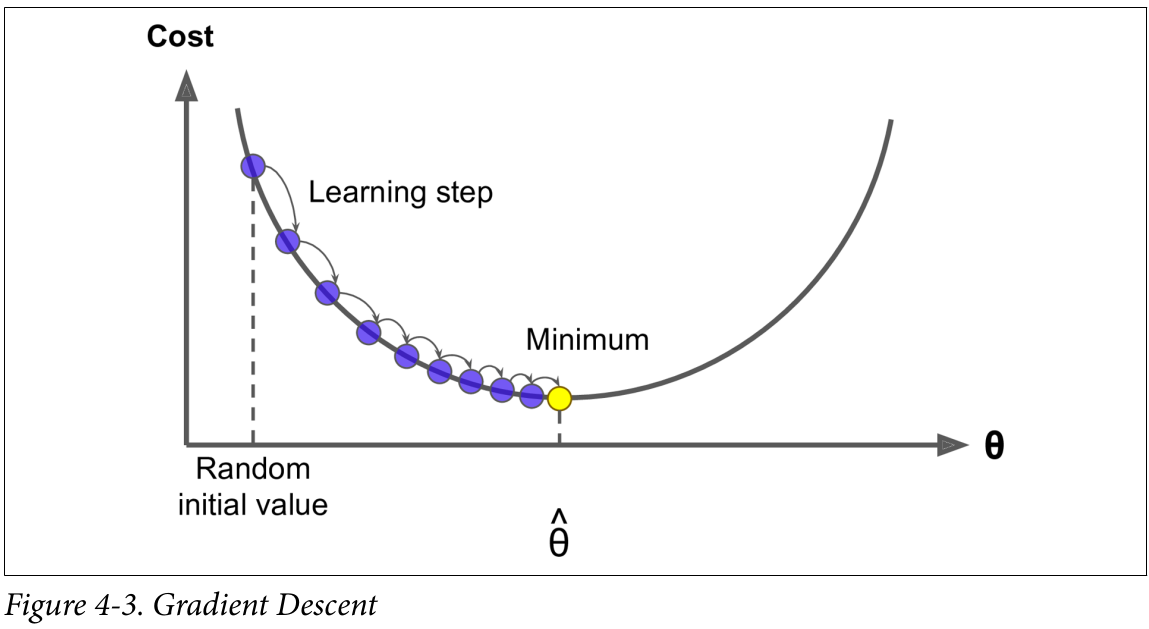 Cost
Learning step
Minimum
θ
Random
initial value
θ̂
Figure 4-3. Gradient Descent